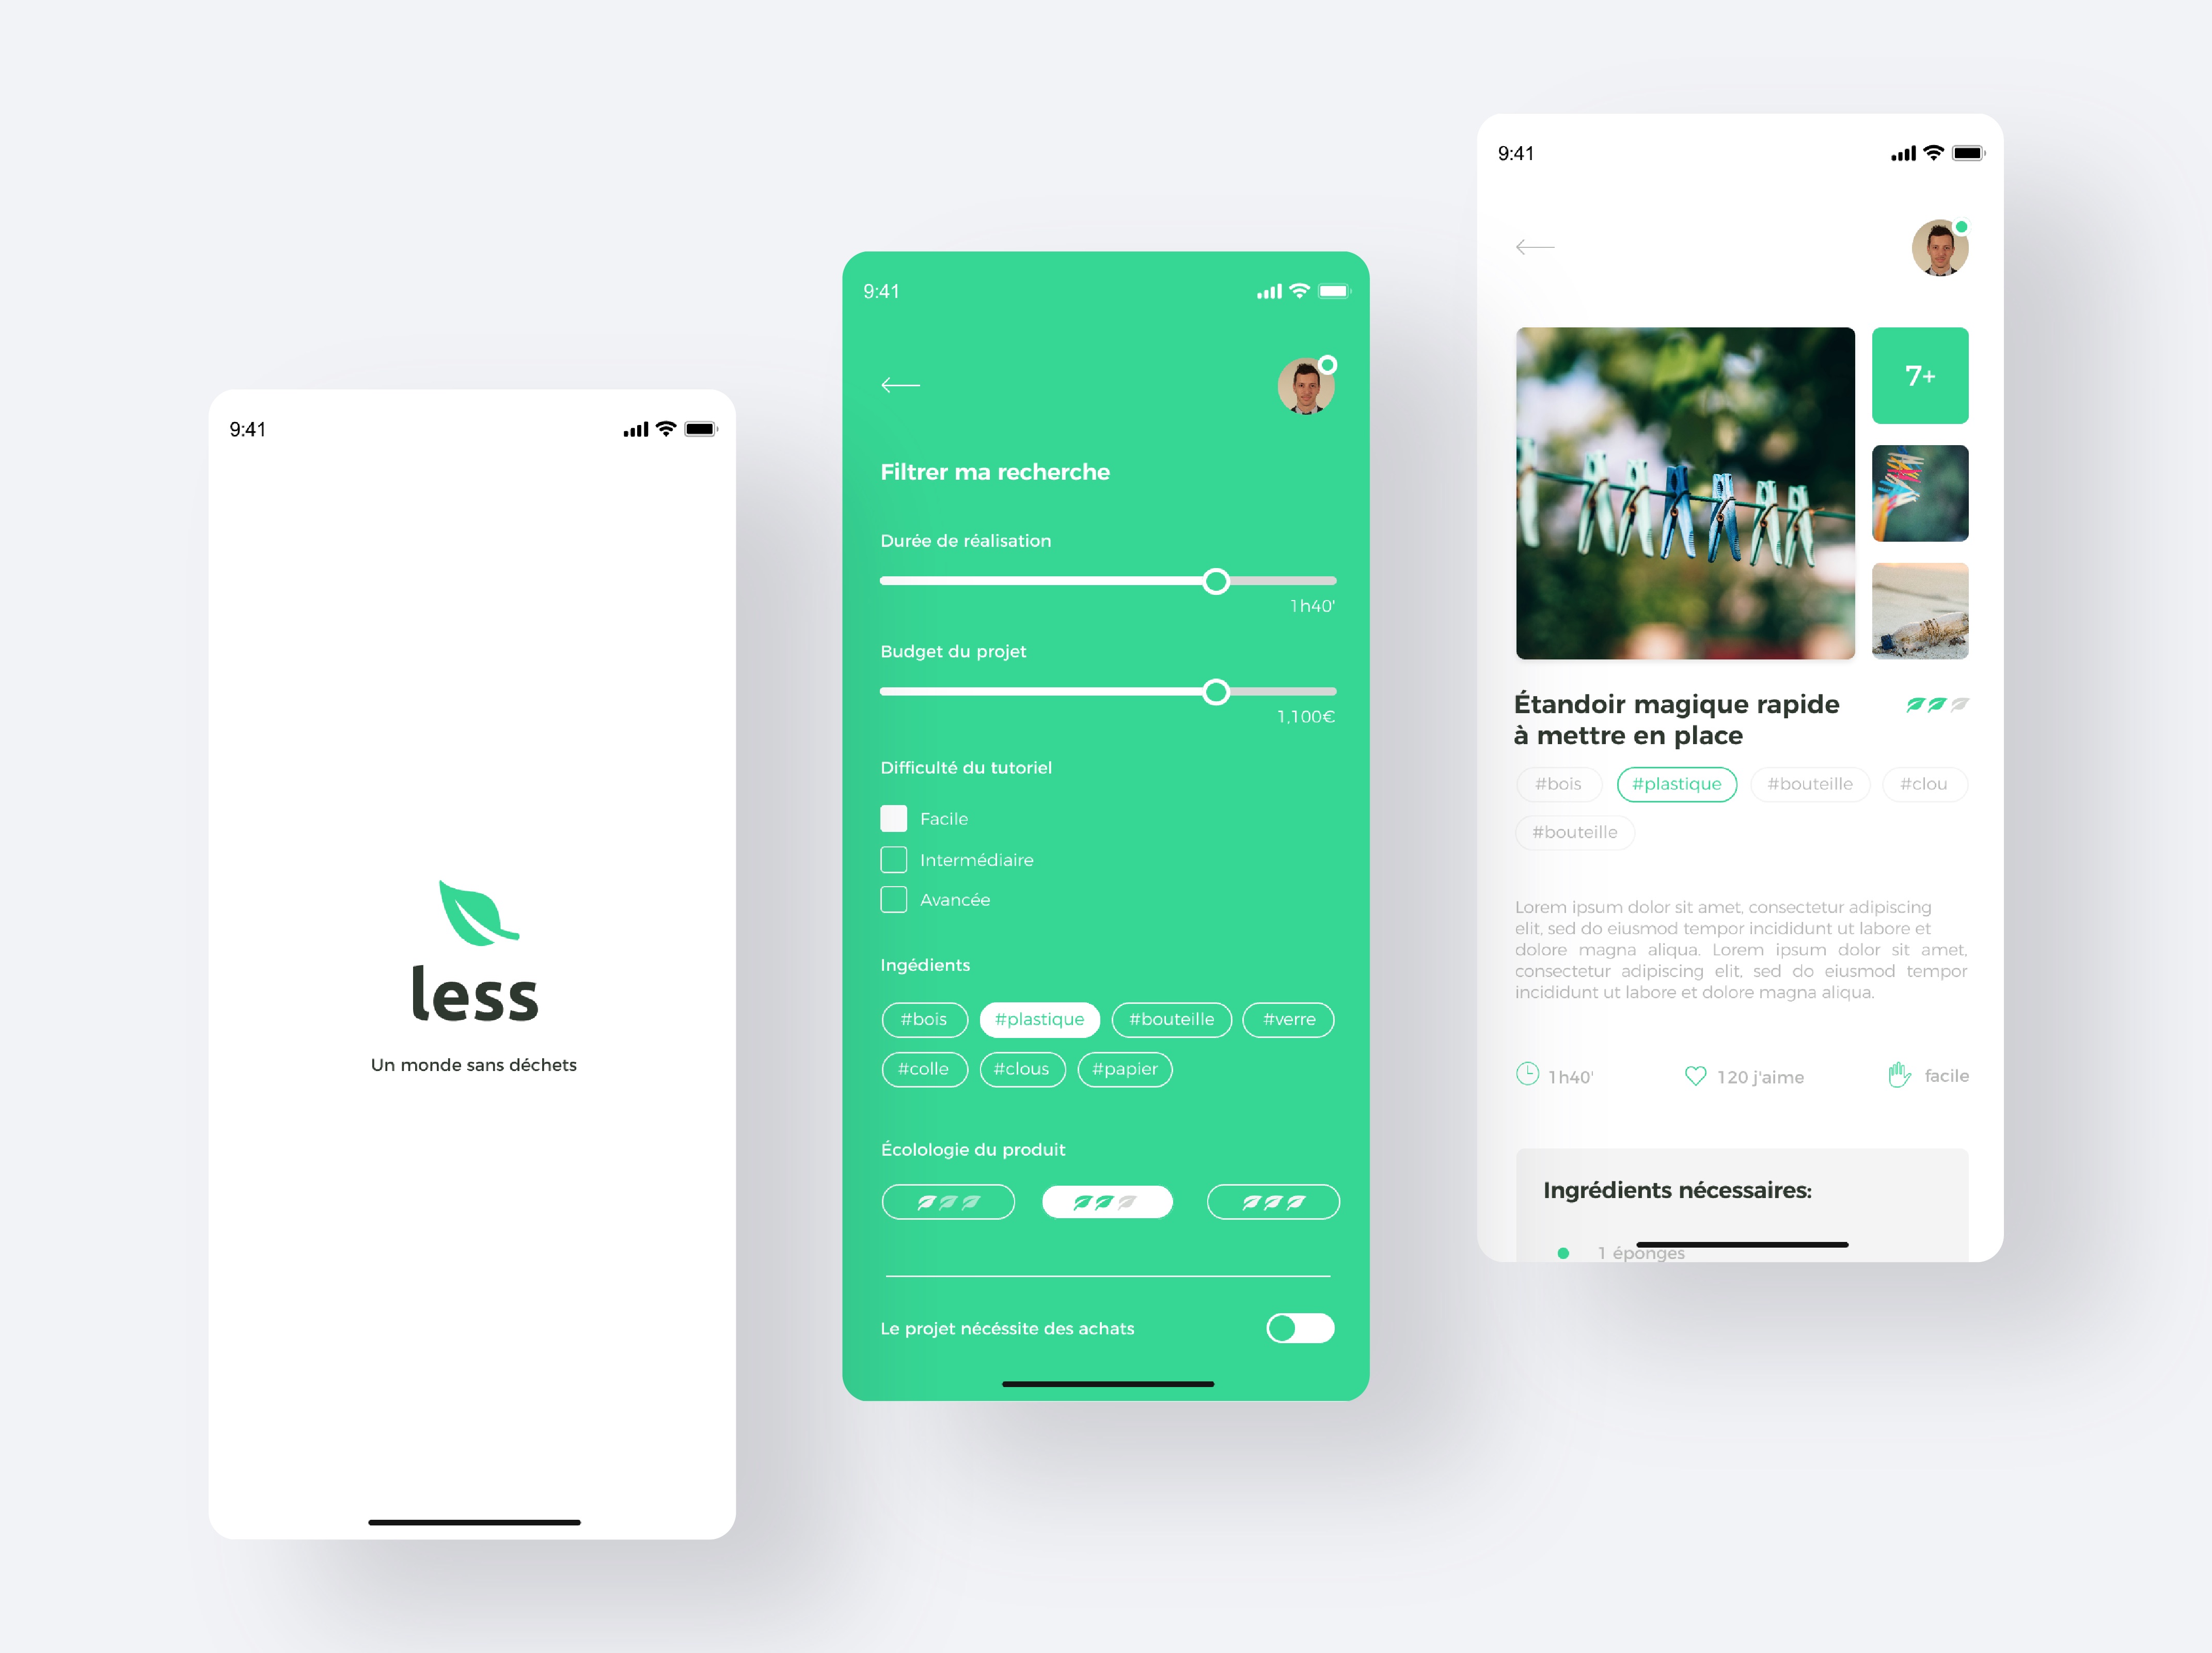 9:41
less
Un monde sans déchets
9:41
Filtrer ma recherche
Durée de réalisation
1h40'
Budget du projet
1,100€
Difficulté du tutoriel
Facile
Intermédiaire
Avancée
Ingédients
#bois #plastique #bouteille #verre
#colle #clous #papier
Écolologie du produit
Le projet nécéssite des achats
9:41
7+
Étandoir magique rapide
à mettre en place
#bois #plastique #bouteille #clou
#bouteille
Lorem ipsum dolor sit amet, consectetur adipiscing
elit, sed do eiusmod tempor incididunt ut labore et
dolore magna aliqua. Lorem ipsum dolor sit amet,
consectetur adipiscing elit, sed do eiusmod tempor
incididunt ut labore et dolore magna aliqua.
1h40' 120 j'aime facile
Ingrédients nécessaires:
1 éponges